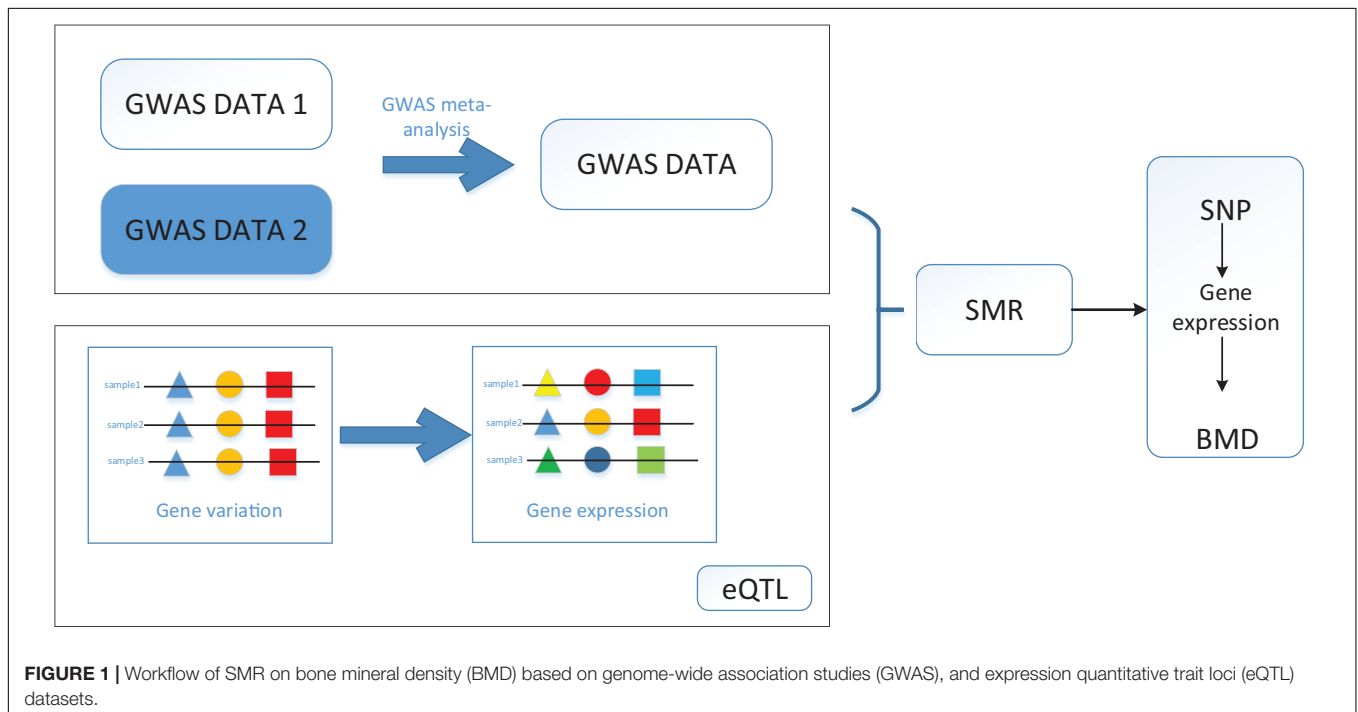 GWAS DATA 1
GWAS meta-
analysis
GWAS DATA
GWAS DATA 2
SNP
Gene
expression
BMD
SMR
sample1
sample2
sample3
Gene variation
sample1
sample2
sample3
Gene expression
eQTL
FIGURE 1 | Workflow of SMR on bone mineral density (BMD) based on genome-wide association studies (GWAS), and expression quantitative trait loci (eQTL)
datasets.